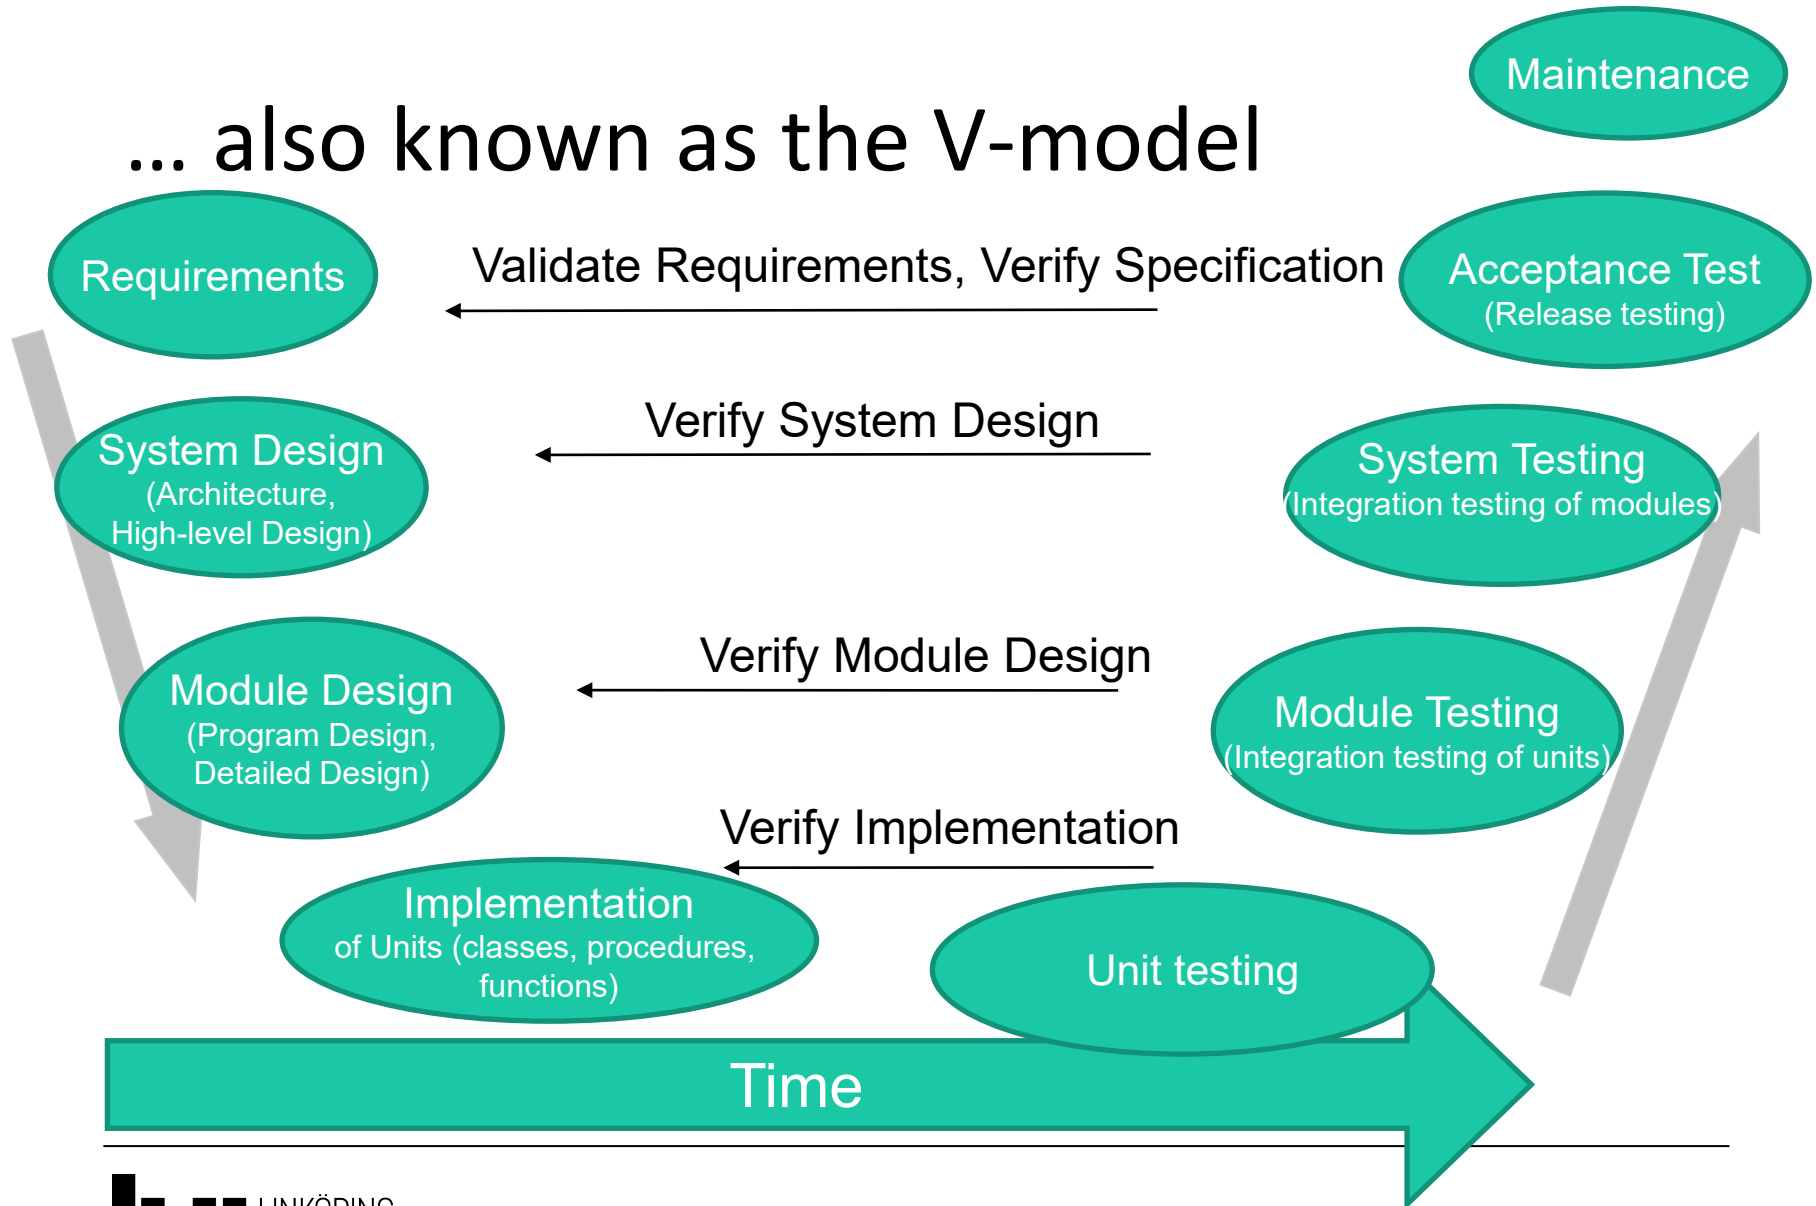 Maintenance
... also known as the V-model
Requirements
Validate Requirements, Verify Specification
Acceptance Test
(Release testing)
System Design
(Architecture,
High-level Design)
Verify System Design
System Testing
(Integration testing of modules)
Module Design
(Program Design,
Detailed Design)
Verify Module Design
Module Testing
(Integration testing of units)
Verify Implementation
Implementation
of Units (classes, procedures,
functions)
Unit testing
Time
LINKÖPING